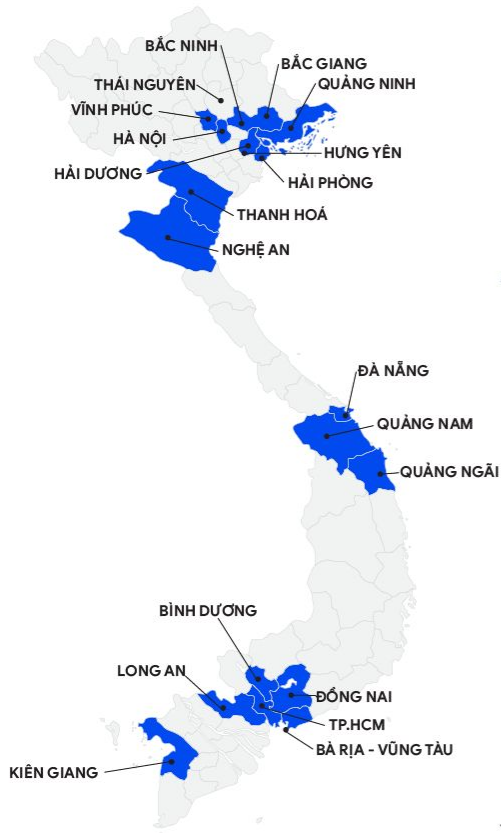 BẮC NINH
BẮC GIANG
THÁI NGUYÊN
QUẢNG NINH
VĨNH PHÚC
HÀ NỘI
HƯNG YÊN
HẢI DƯƠNG
HẢI PHÒNG
THANH HOÁ
NGHỆ AN
ĐÀ NẴNG
QUẢNG NAM
QUẢNG NGÃI
BÌNH DƯƠNG
LONG AN
ĐỒNG NAI
TP.HCM
BÀ RỊA - VŨNG TÀU
KIÊN GIANG